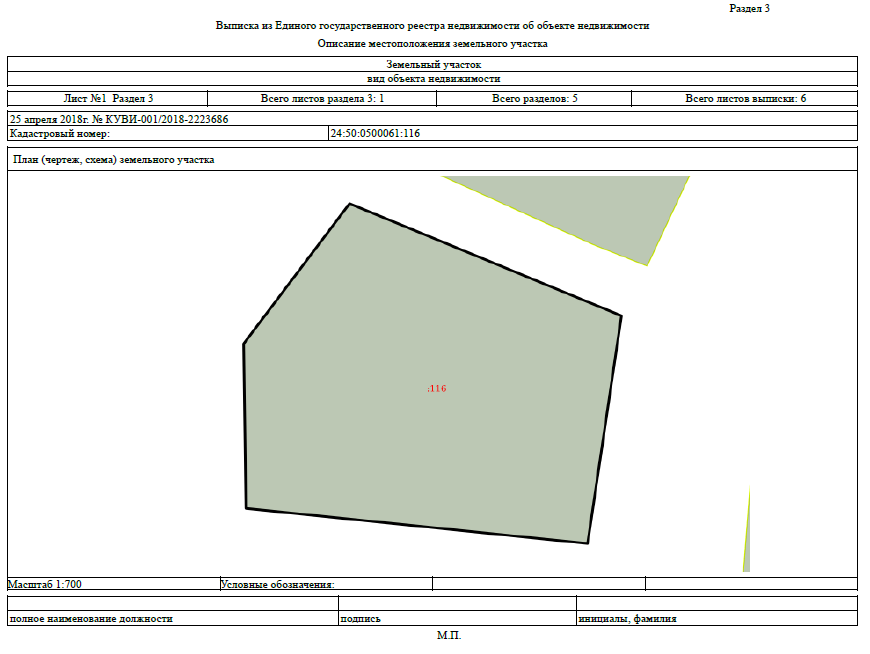 Раздел 3
Выписка из Единого государственного реестра недвижимости об объекте недвижимости
Описание местоположения земельного участка
Земельный участок
вид объекта недвижимости
Лист №1 Раздел 3 Всего листов раздела 3: 1 Всего разделов: 5 Всего листов выписки: 6
25 апреля 2018г. № КУВИ-001/2018-2223686
Кадастровый номер: 24:50:0500061:116
План (чертеж, схема) земельного участка
:116
Масштаб 1:700 Условные обозначения:
полное наименование должности подпись инициалы, фамилия
М.П.